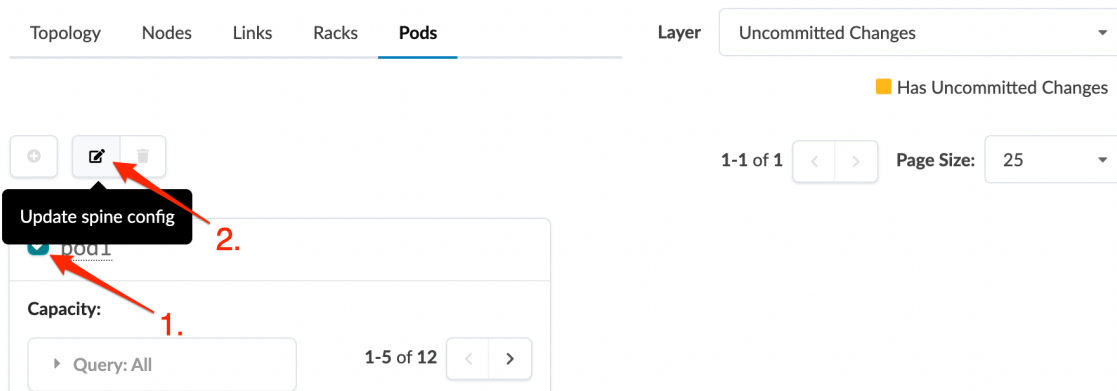 Topology Nodes Links Racks Pods Layer Uncommitted Changes
Has Uncommitted Changes
1-1 of 1 Page Size: 25
Update spine config
2.
pod1
1.
Capacity:
Query: All 1-5 of 12